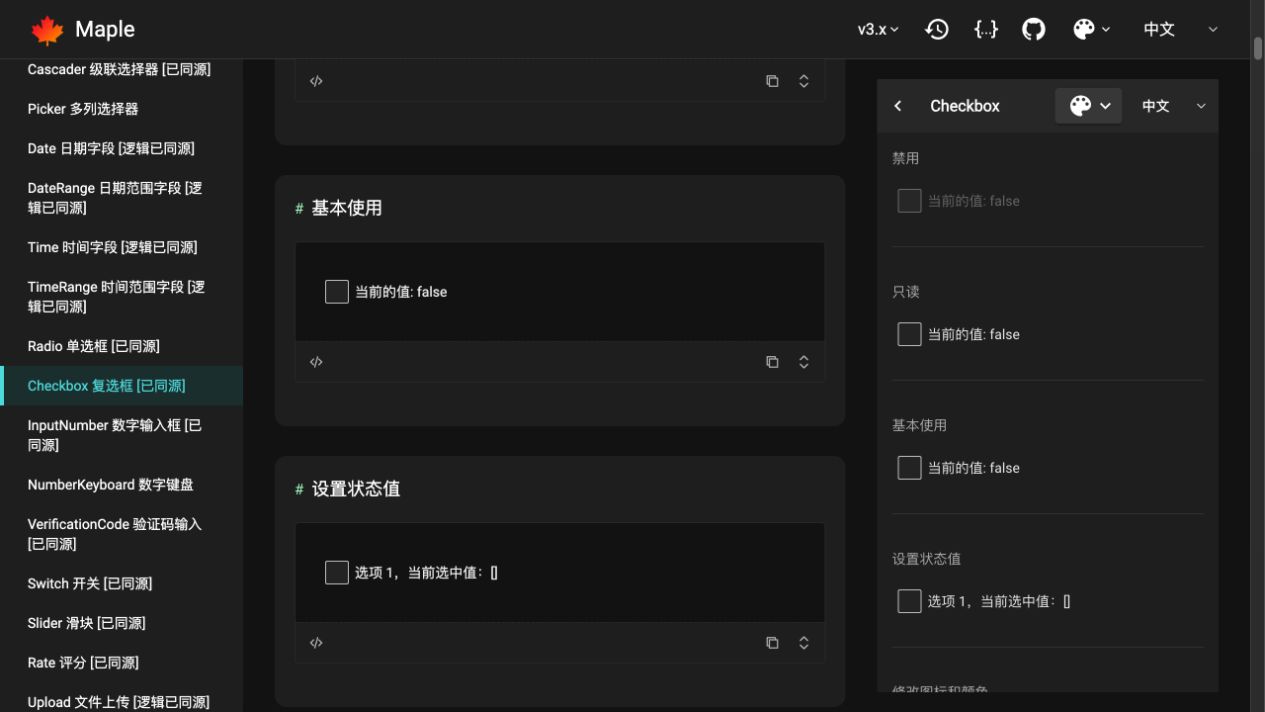 Maple
v3.x
中文
Cascader 级联选择器 [已同源]
Picker 多列选择器
Date 日期字段 [逻辑已同源]
DateRange 日期范围字段 [逻
辑已同源]
Time 时间字段 [逻辑已同源]
TimeRange 时间范围字段 [逻
辑已同源]
Radio 单选框 [已同源]
Checkbox 复选框 [已同源]
InputNumber 数字输入框 [已
同源]
NumberKeyboard 数字键盘
VerificationCode 验证码输入
[已同源]
Switch 开关 [已同源]
Slider 滑块 [已同源]
Rate 评分 [已同源]
Upload 文件上传 [逻辑已同源]
# 基本使用
当前的值: false
# 设置状态值
选项 1，当前选中值：[]
Checkbox
中文
禁用
当前的值: false
只读
当前的值: false
基本使用
当前的值: false
设置状态值
选项 1，当前选中值：[]
修改图标和颜色